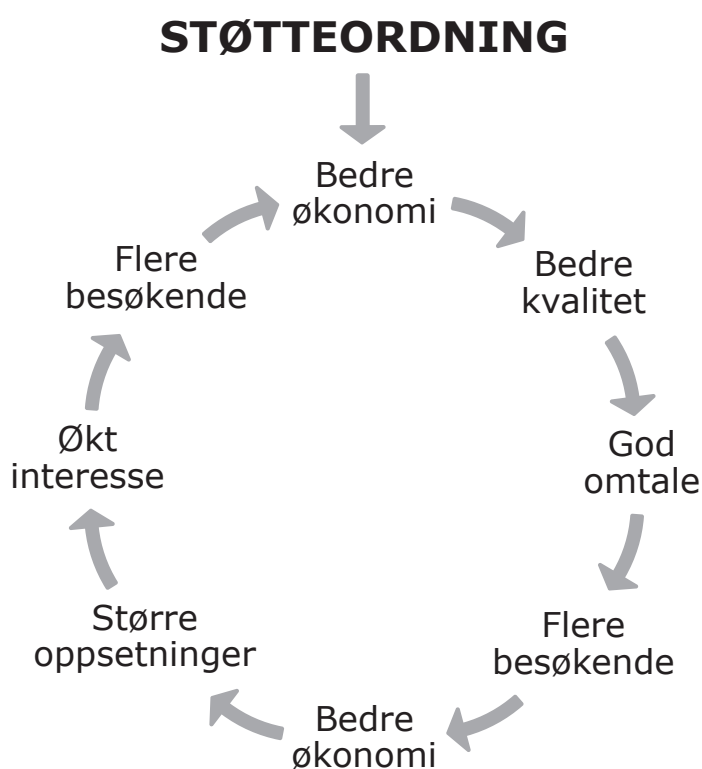 STØTTEORDNING
Bedre
økonomi
Bedre
kvalitet
God
omtale
Flere
besøkende
Bedre
økonomi
Større
oppsetninger
Økt
interesse
Flere
besøkende